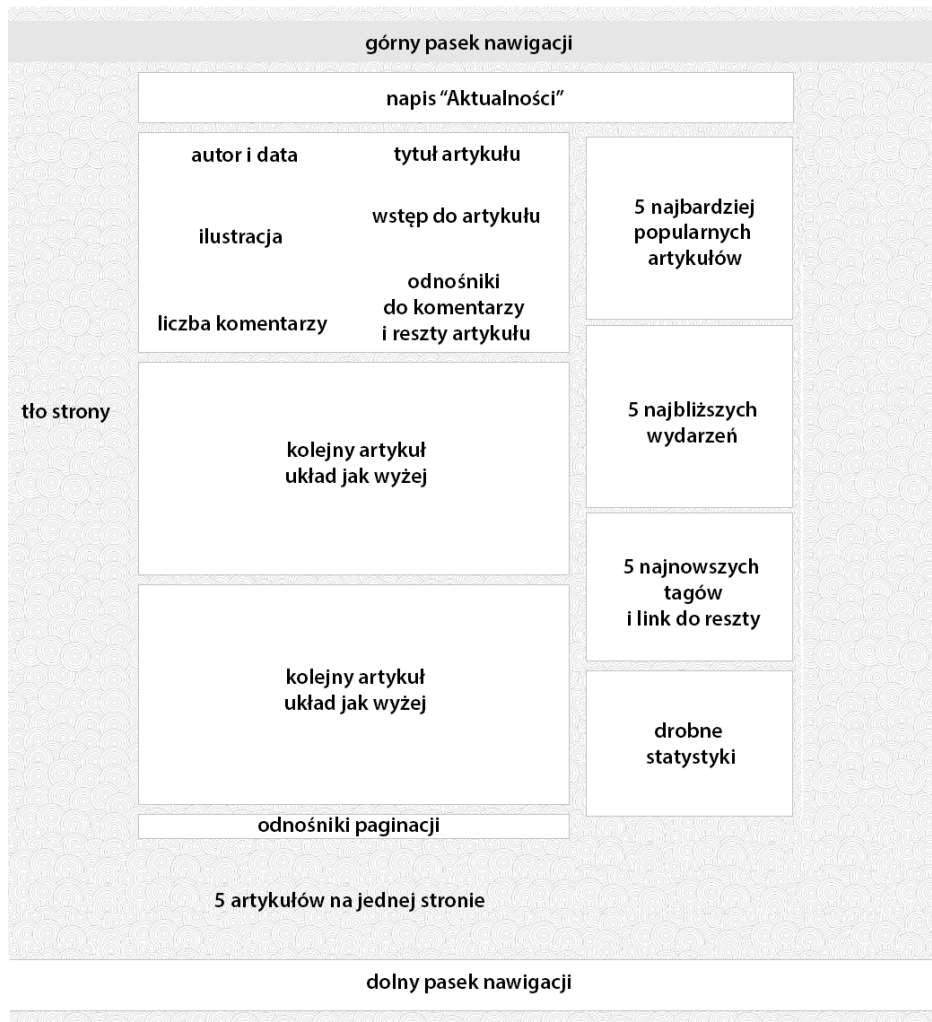 górny pasek nawigacji
napis “Aktualności”
autor i data
tytuł artykułu
ilustracja
wstęp do artykułu
liczba komentarzy
odnośniki
do komentarzy
i reszty artykułu
5 najbardziej
popularnych
artykułów
tło strony
kolejny artykuł
układ jak wyżej
5 najbliższych
wydarzeń
kolejny artykuł
układ jak wyżej
5 najnowszych
tagów
i link do reszty
drobne
statystyki
odnośniki paginacji
5 artykułów na jednej stronie
dolny pasek nawigacji